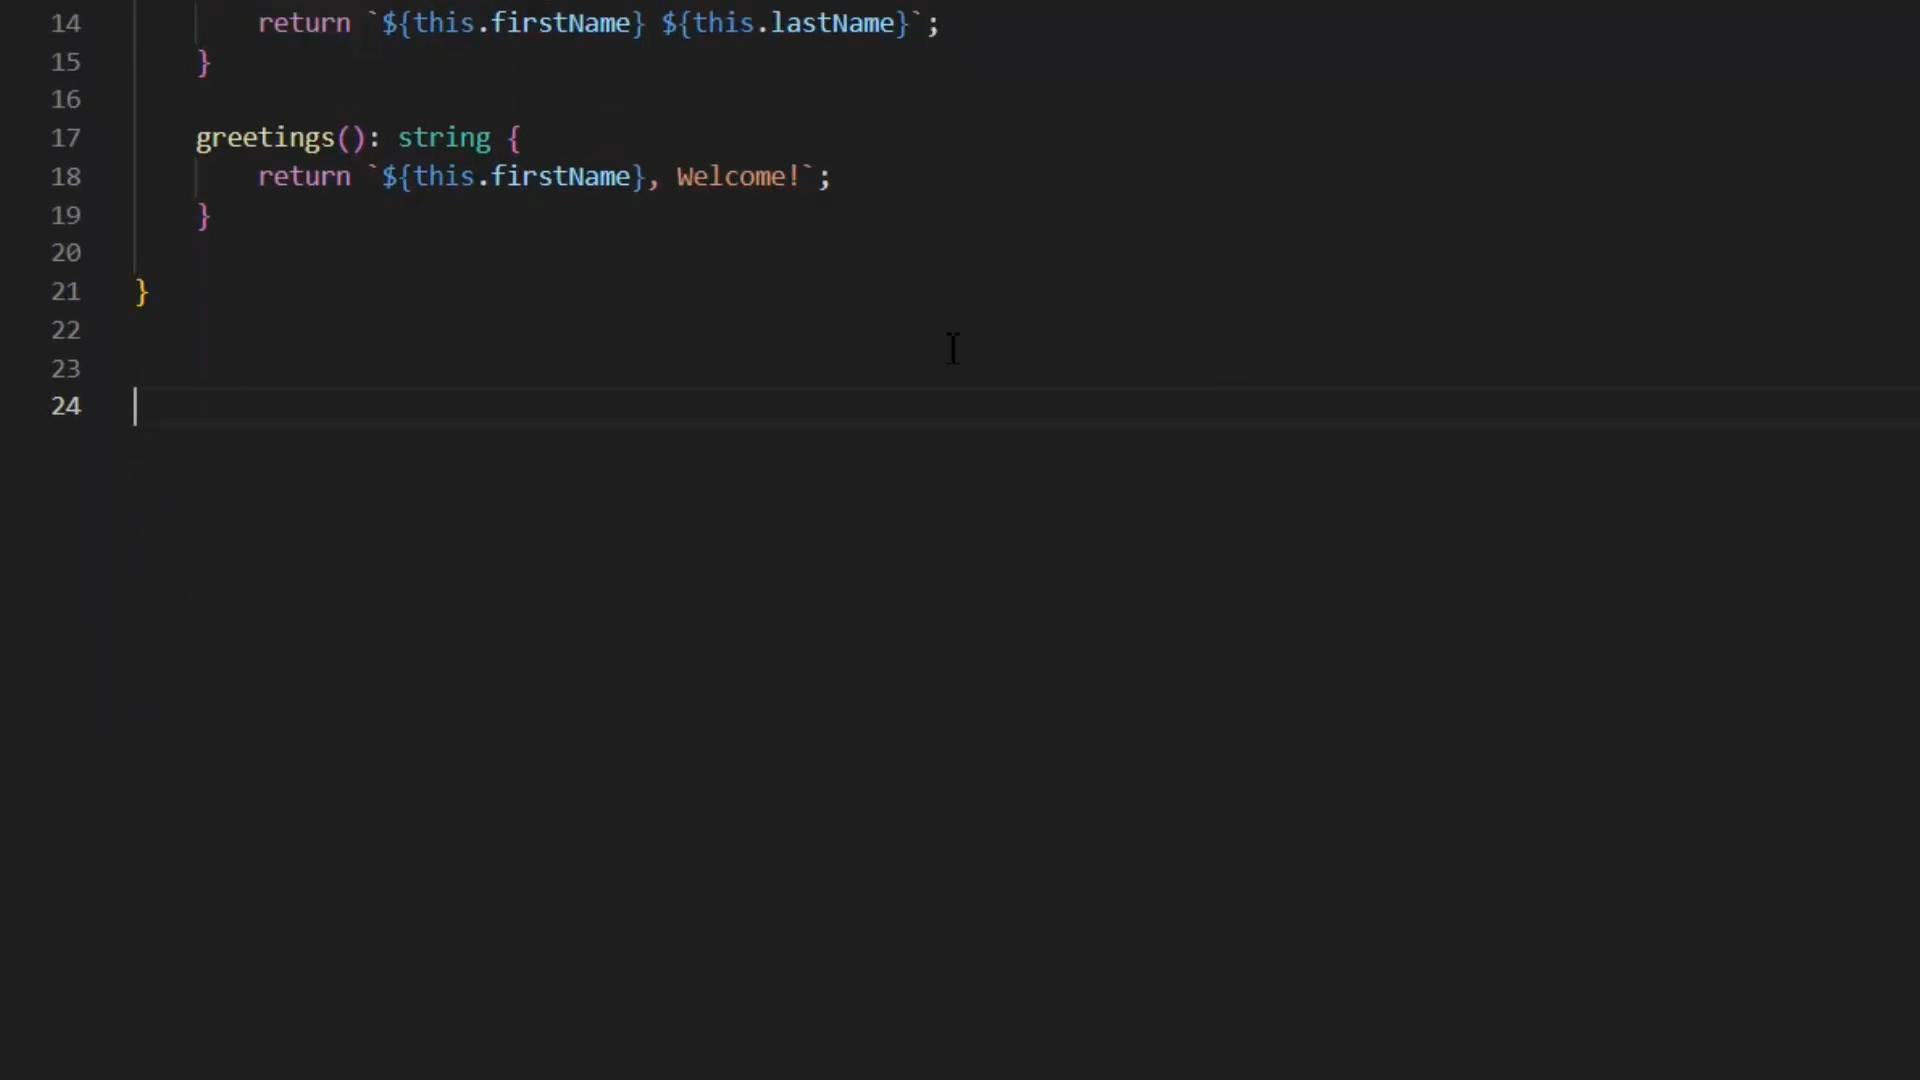 14 return `${this.firstName} ${this.lastName}`;
15 }
16
17 greetings(): string {
18 return `${this.firstName}, Welcome!`;
19 }
20
21 }
22
23
24